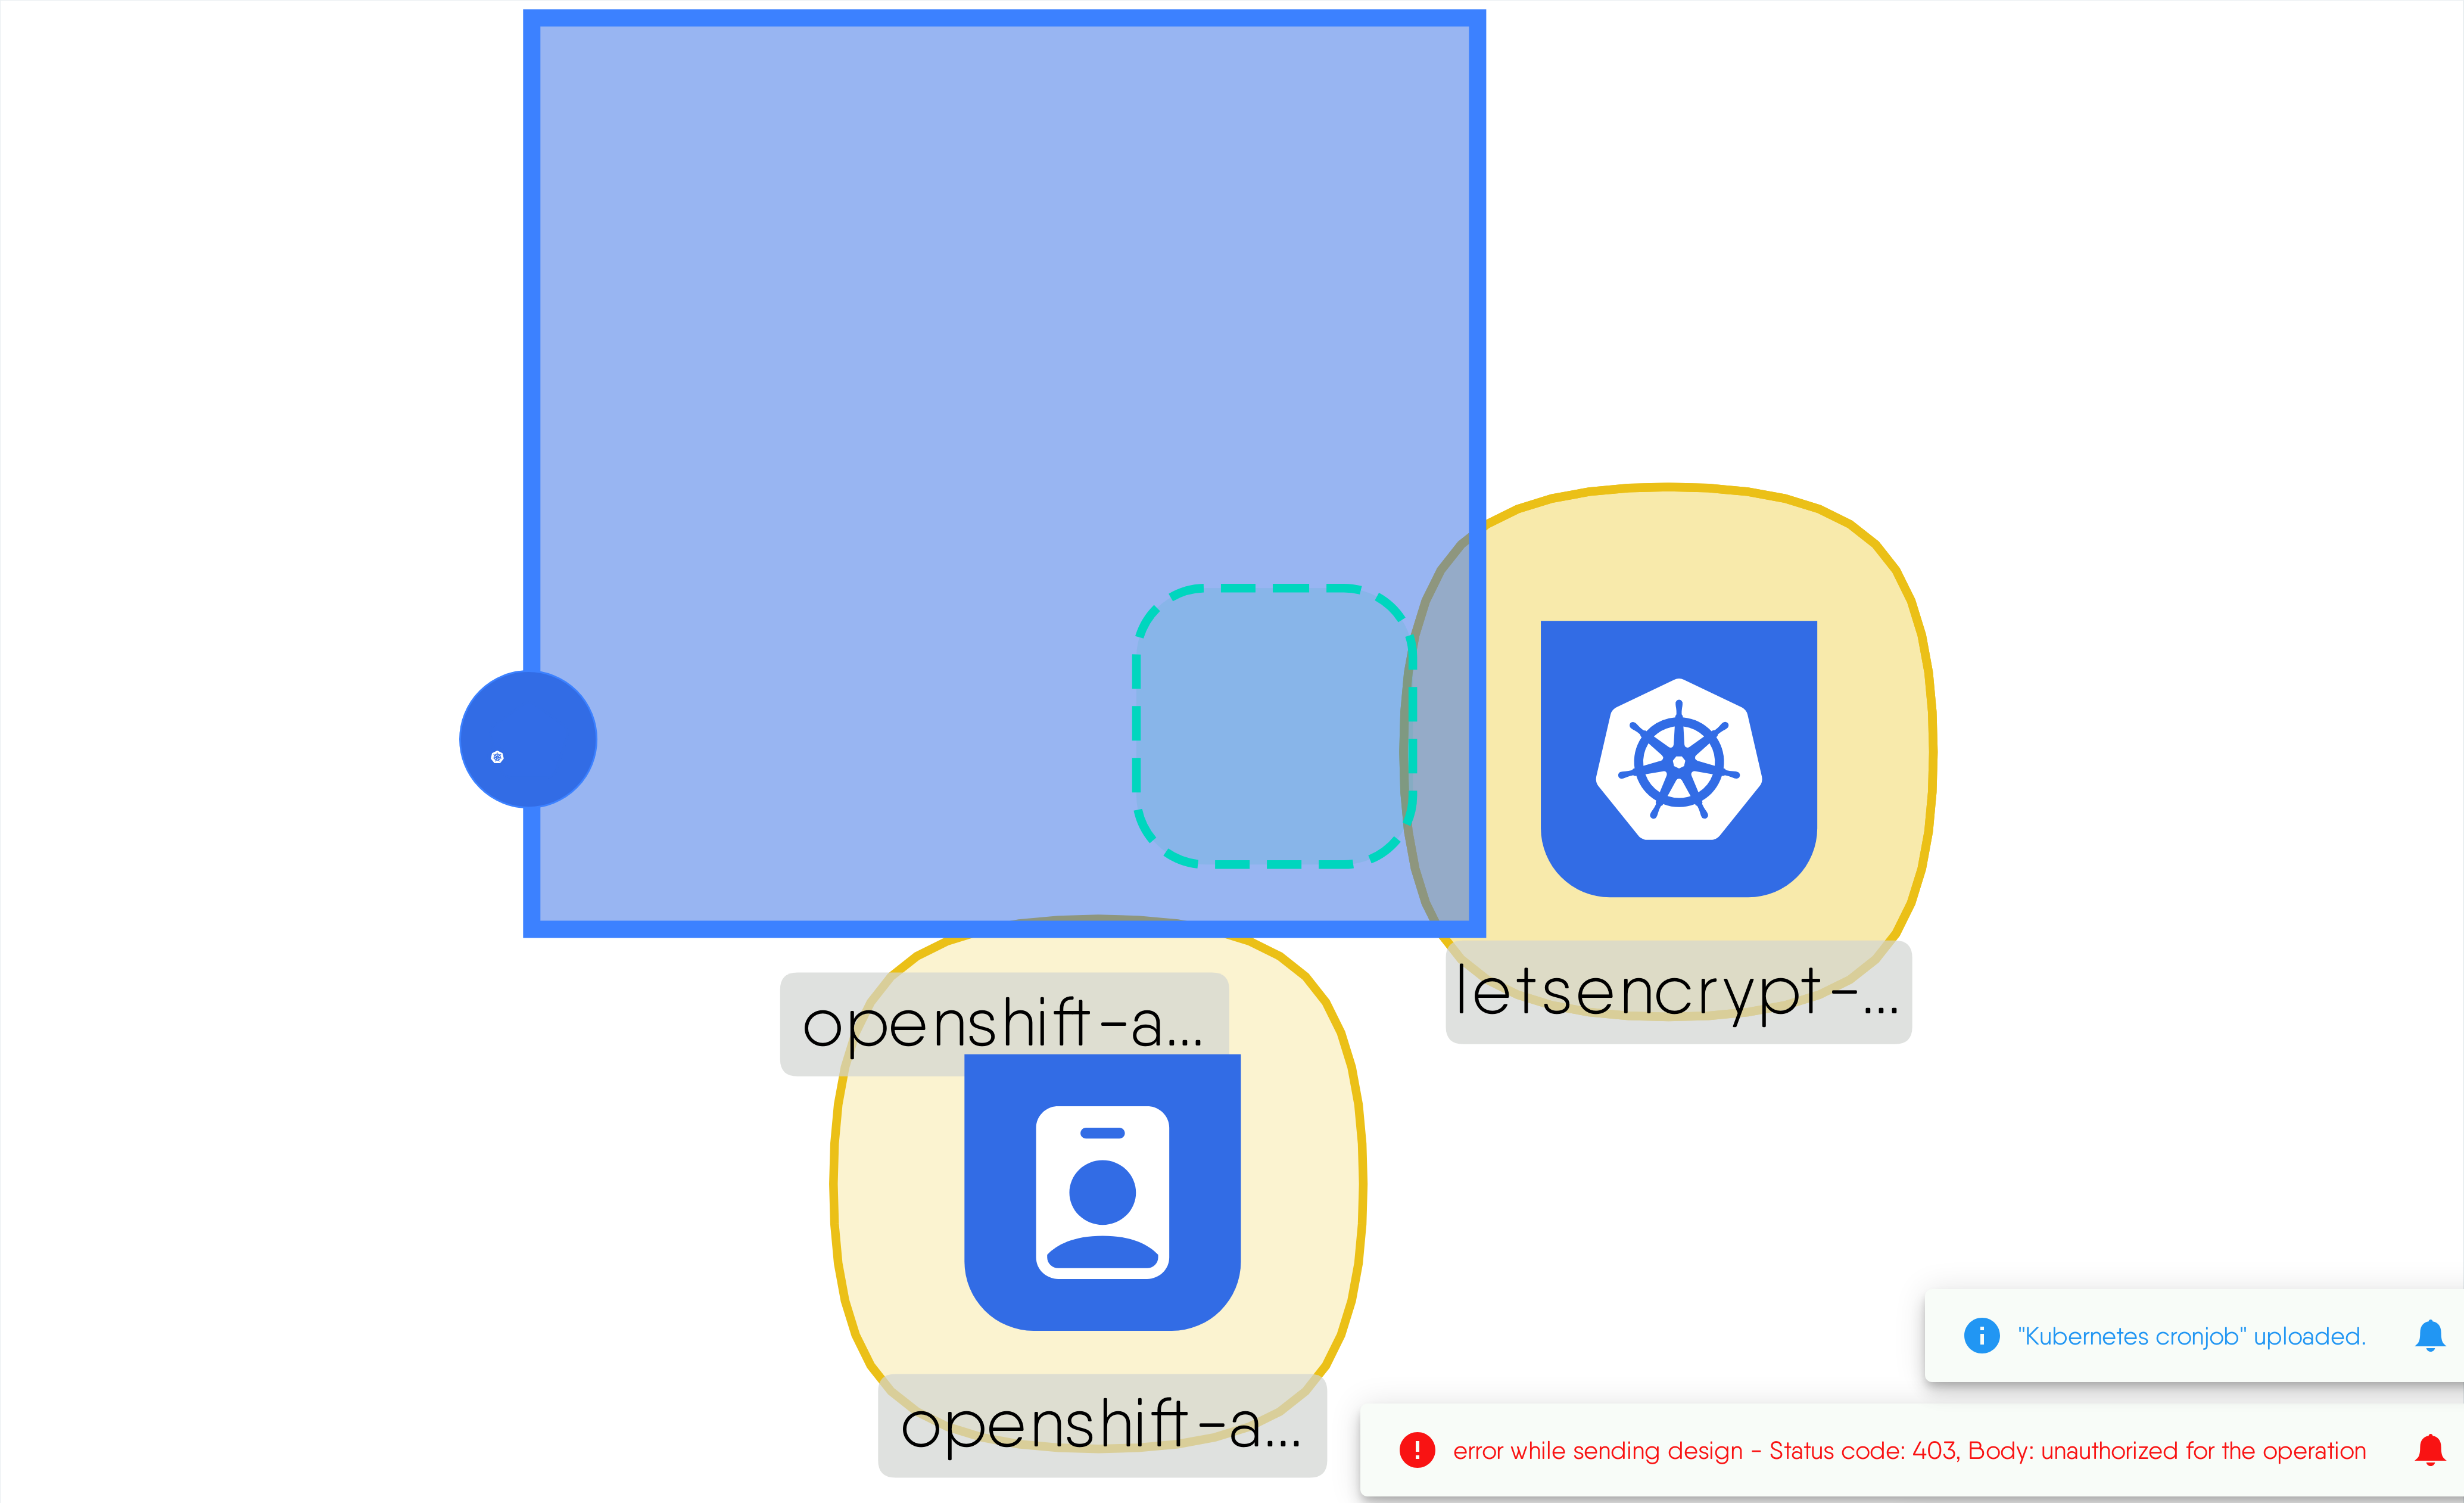 letsencrypt-...
openshift-a...
openshift-a...
"Kubernetes cronjob" uploaded.
error while sending design - Status code: 403, Body: unauthorized for the operation